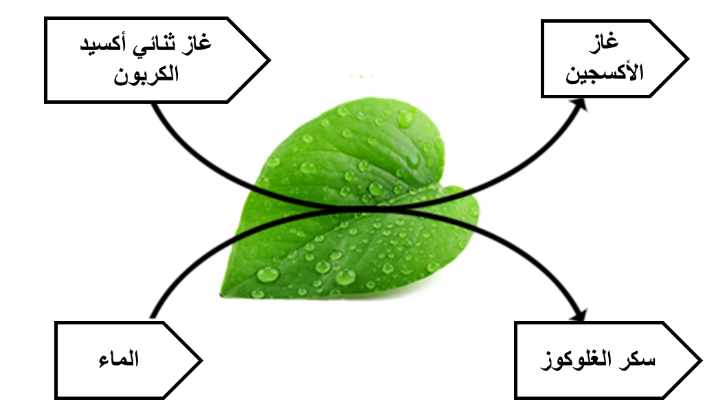 غاز ثنائي أكسيد
الكربون
غاز
الأكسجين
الماء
سكر الغلوكوز